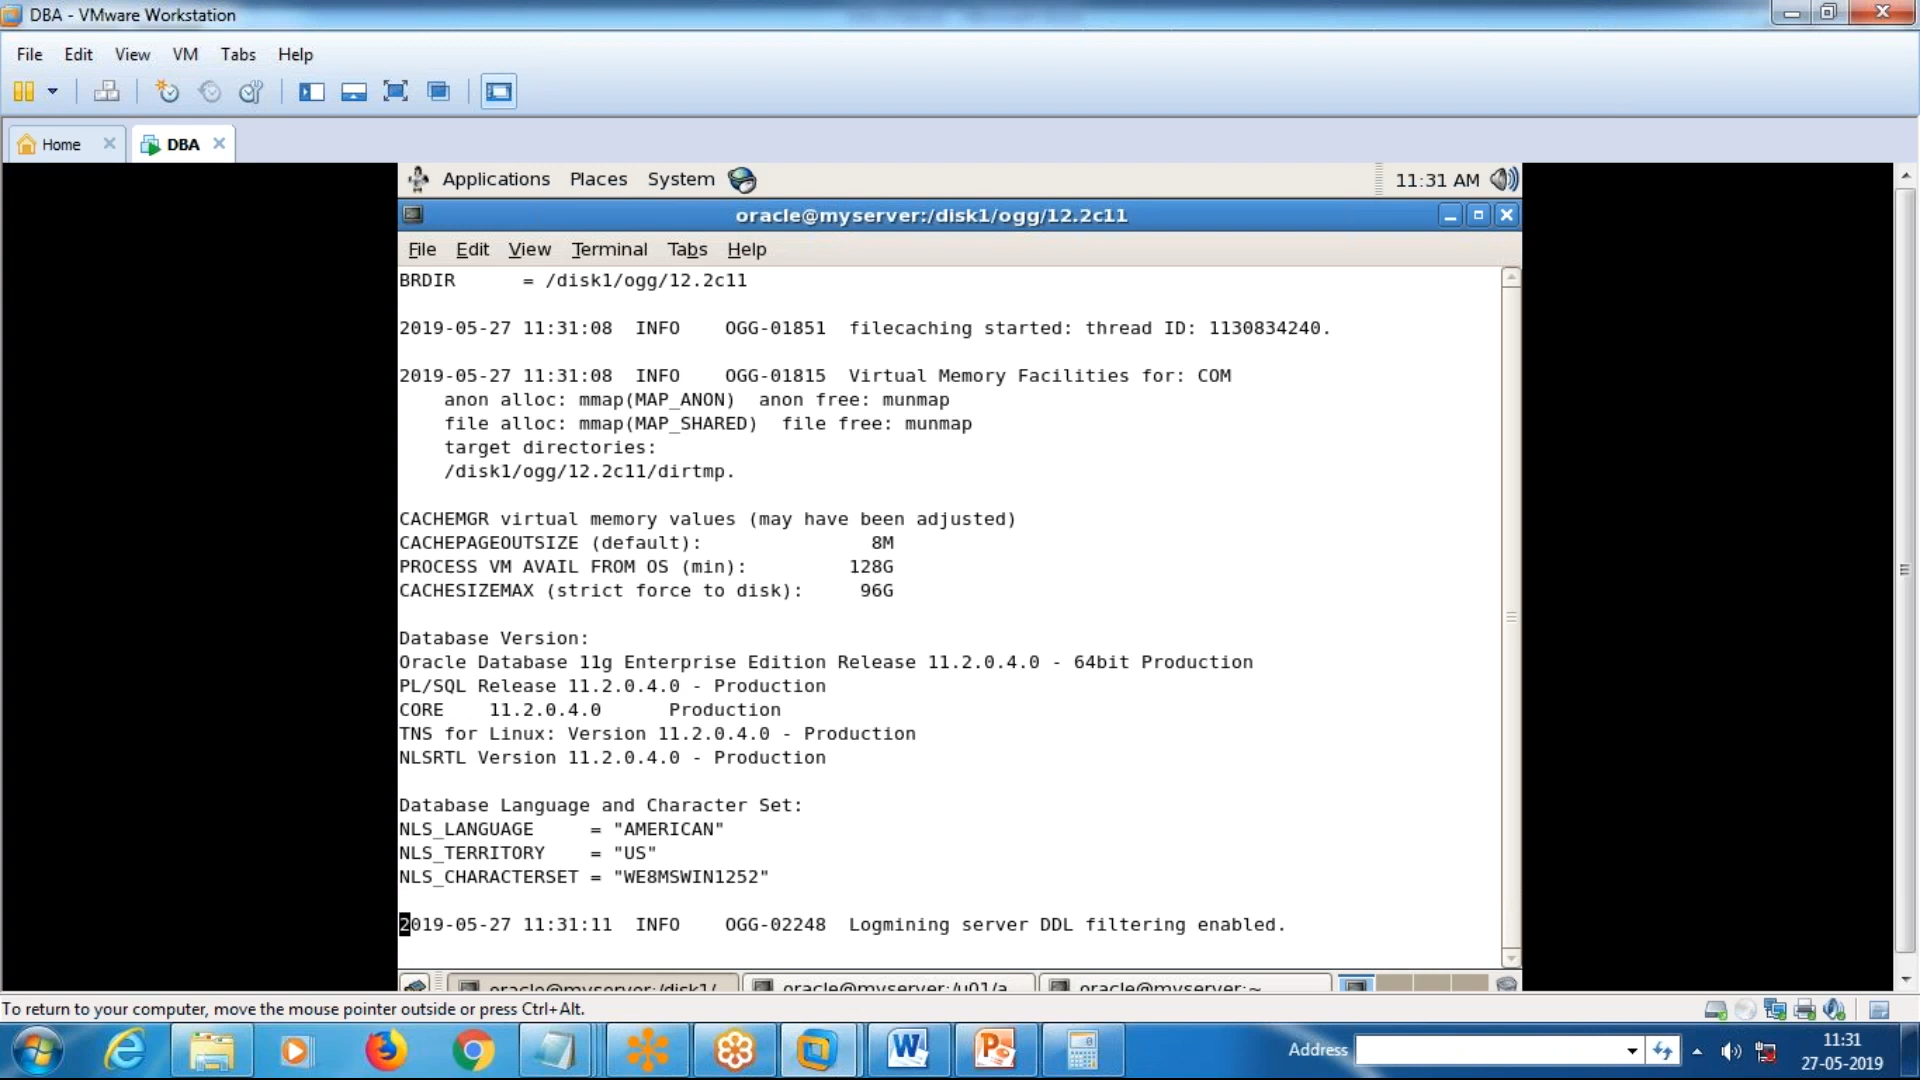 DBA - VMware Workstation
File Edit View VM Tabs Help
Home
DBA
Applications Places System 11:31 AM
oracle@myserver:/disk1/ogg/12.2c11
File Edit View Terminal Tabs Help
BRDIR = /disk1/ogg/12.2c11
2019-05-27 11:31:08 INFO OGG-01851 filecaching started: thread ID: 1130834240.
2019-05-27 11:31:08 INFO OGG-01815 Virtual Memory Facilities for: COM
anon alloc: mmap(MAP_ANON) anon free: munmap
file alloc: mmap(MAP_SHARED) file free: munmap
target directories:
/disk1/ogg/12.2c11/dirtmp.
CACHEMGR virtual memory values (may have been adjusted)
CACHEPAGEOUTSIZE (default): 8M
PROCESS VM AVAIL FROM OS (min): 128G
CACHESIZEMAX (strict force to disk): 96G
Database Version:
Oracle Database 11g Enterprise Edition Release 11.2.0.4.0 - 64bit Production
PL/SQL Release 11.2.0.4.0 - Production
CORE 11.2.0.4.0 Production
TNS for Linux: Version 11.2.0.4.0 - Production
NLSRTL Version 11.2.0.4.0 - Production
Database Language and Character Set:
NLS_LANGUAGE = "AMERICAN"
NLS_TERRITORY = "US"
NLS_CHARACTERSET = "WE8MSWIN1252"
2019-05-27 11:31:11 INFO OGG-02248 Logmining server DDL filtering enabled.
oracle@myserver:/disk1/ oracle@myserver:/u01/a oracle@myserver:~
To return to your computer, move the mouse pointer outside or press Ctrl+Alt.
Address
11:31
27-05-2019